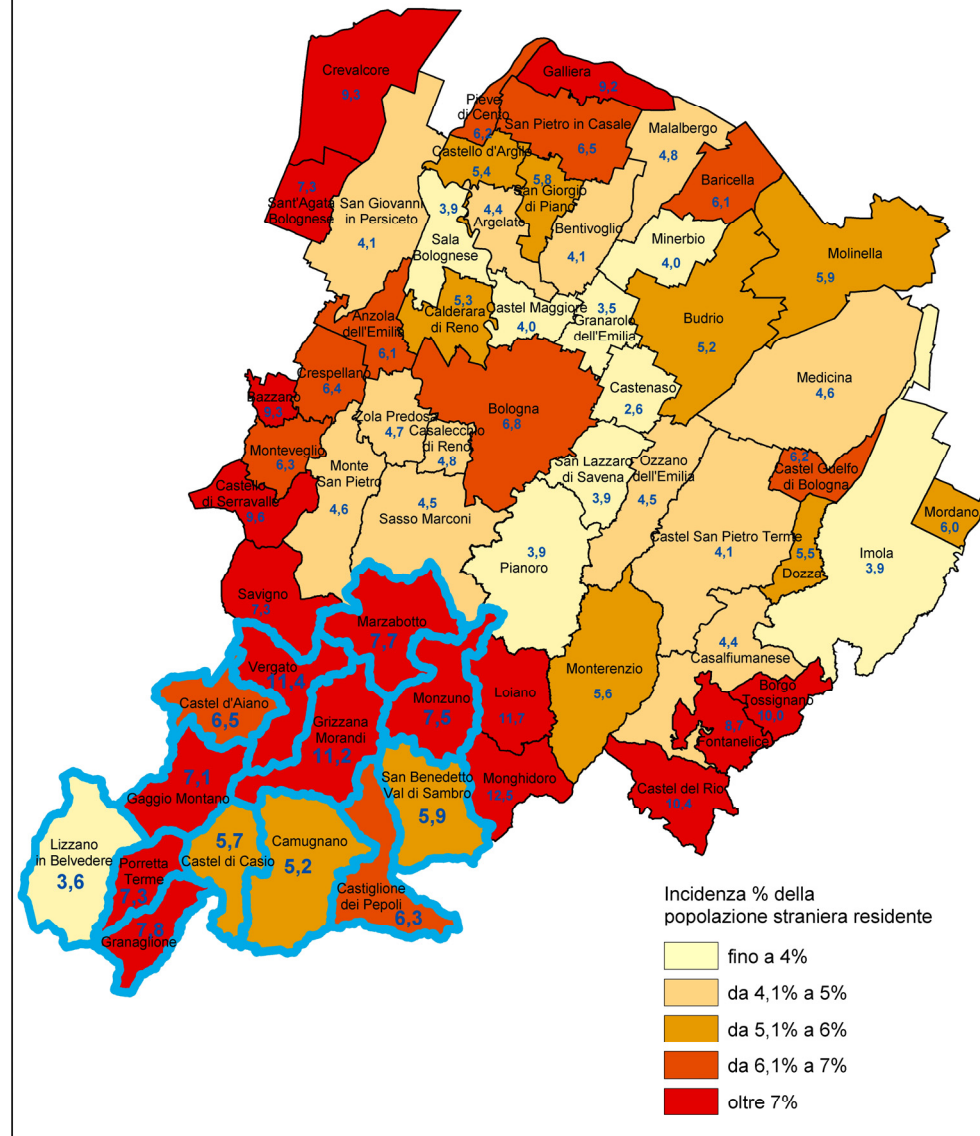 Crevalcore
9,3
Galliera
9,2
Pieve
di Cento
6,2
San Pietro in Casale
6,5
Malalbergo
4,8
Castello d'Argile
5,4
5,8
San Giorgio
di Piano
Baricella
6,1
7,3
Sant'Agata
Bolognese
San Giovanni
in Persiceto
4,1
3,9
Sala
Bolognese
4,4
Argelato
Bentivoglio
4,1
Minerbio
4,0
Molinella
5,9
5,3
Calderara
di Reno
Castel Maggiore
4,0
3,5
Granarolo
dell'Emilia
Budrio
5,2
Anzola
dell'Emilia
6,1
Crespellano
6,4
Bazzano
9,3
Zola Predosa
4,7
Casalecchio
di Reno
4,8
Bologna
6,8
Castenaso
2,6
Medicina
4,6
Monteveglio
6,3
Monte
San Pietro
4,6
San Lazzaro
di Savena
3,9
Ozzano
dell'Emilia
4,5
6,2
Castel Guelfo
di Bologna
Castello
di Serravalle
9,6
4,5
Sasso Marconi
Mordano
6,0
Castel San Pietro Terme
4,1
5,5
Dozza
Imola
3,9
3,9
Pianoro
Savigno
7,3
Marzabotto
7,7
4,4
Casalfiumanese
Vergato
11,4
Monterenzio
5,6
Loiano
11,7
Monzuno
7,5
Borgo
Tossignano
10,0
Castel d'Aiano
6,5
Grizzana
Morandi
11,2
8,7
Fontanelice
7,1
Gaggio Montano
San Benedetto
Val di Sambro
5,9
Monghidoro
12,5
Castel del Rio
10,4
Lizzano
in Belvedere
3,6
5,7
Castel di Casio
Camugnano
5,2
Porretta
Terme
7,3
Castiglione
dei Pepoli
6,3
7,8
Granaglione
Incidenza % della
popolazione straniera residente
fino a 4%
da 4,1% a 5%
da 5,1% a 6%
da 6,1% a 7%
oltre 7%